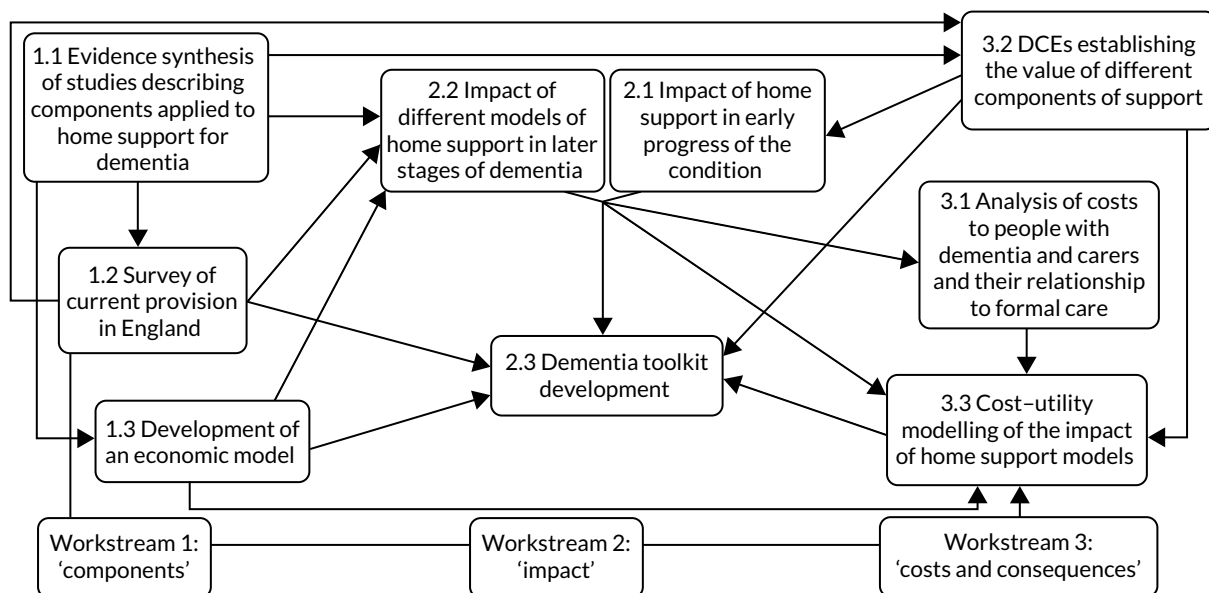 1.1 Evidence synthesis
of studies describing
components applied to
home support for
dementia
2.2 Impact of
different models of
home support in later
stages of dementia
2.1 Impact of home
support in early
progress of the
condition
3.2 DCEs establishing
the value of different
components of support
1.2 Survey of
current provision
in England
3.1 Analysis of costs
to people with
dementia and carers
and their relationship
to formal care
2.3 Dementia toolkit
development
1.3 Development of
an economic model
3.3 Cost–utility
modelling of the impact
of home support models
Workstream 1:
‘components’
Workstream 2:
‘impact’
Workstream 3:
‘costs and consequences’